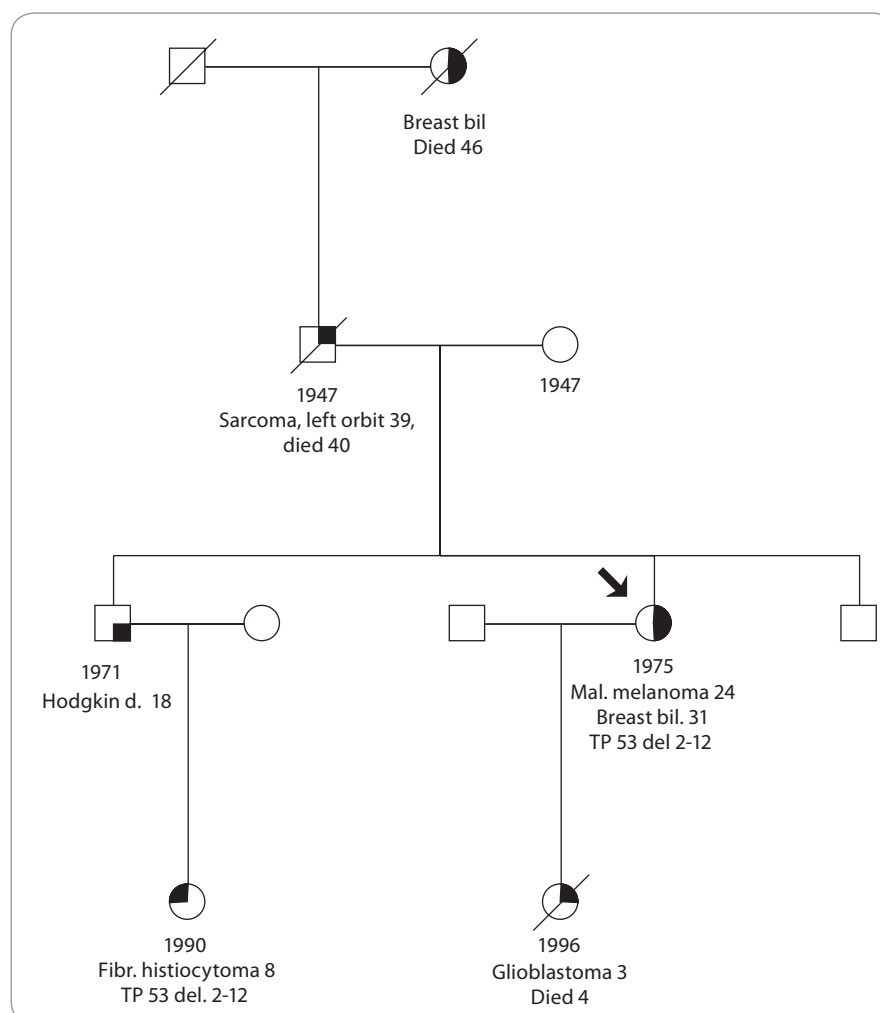 Breast bil
Died 46
1947
Sarcoma, left orbit 39,
died 40
1947
1971
Hodgkin d. 18
1975
Mal. melanoma 24
Breast bil. 31
TP 53 del 2-12
1990
Fibr. histiocytoma 8
TP 53 del. 2-12
1996
Glioblastoma 3
Died 4